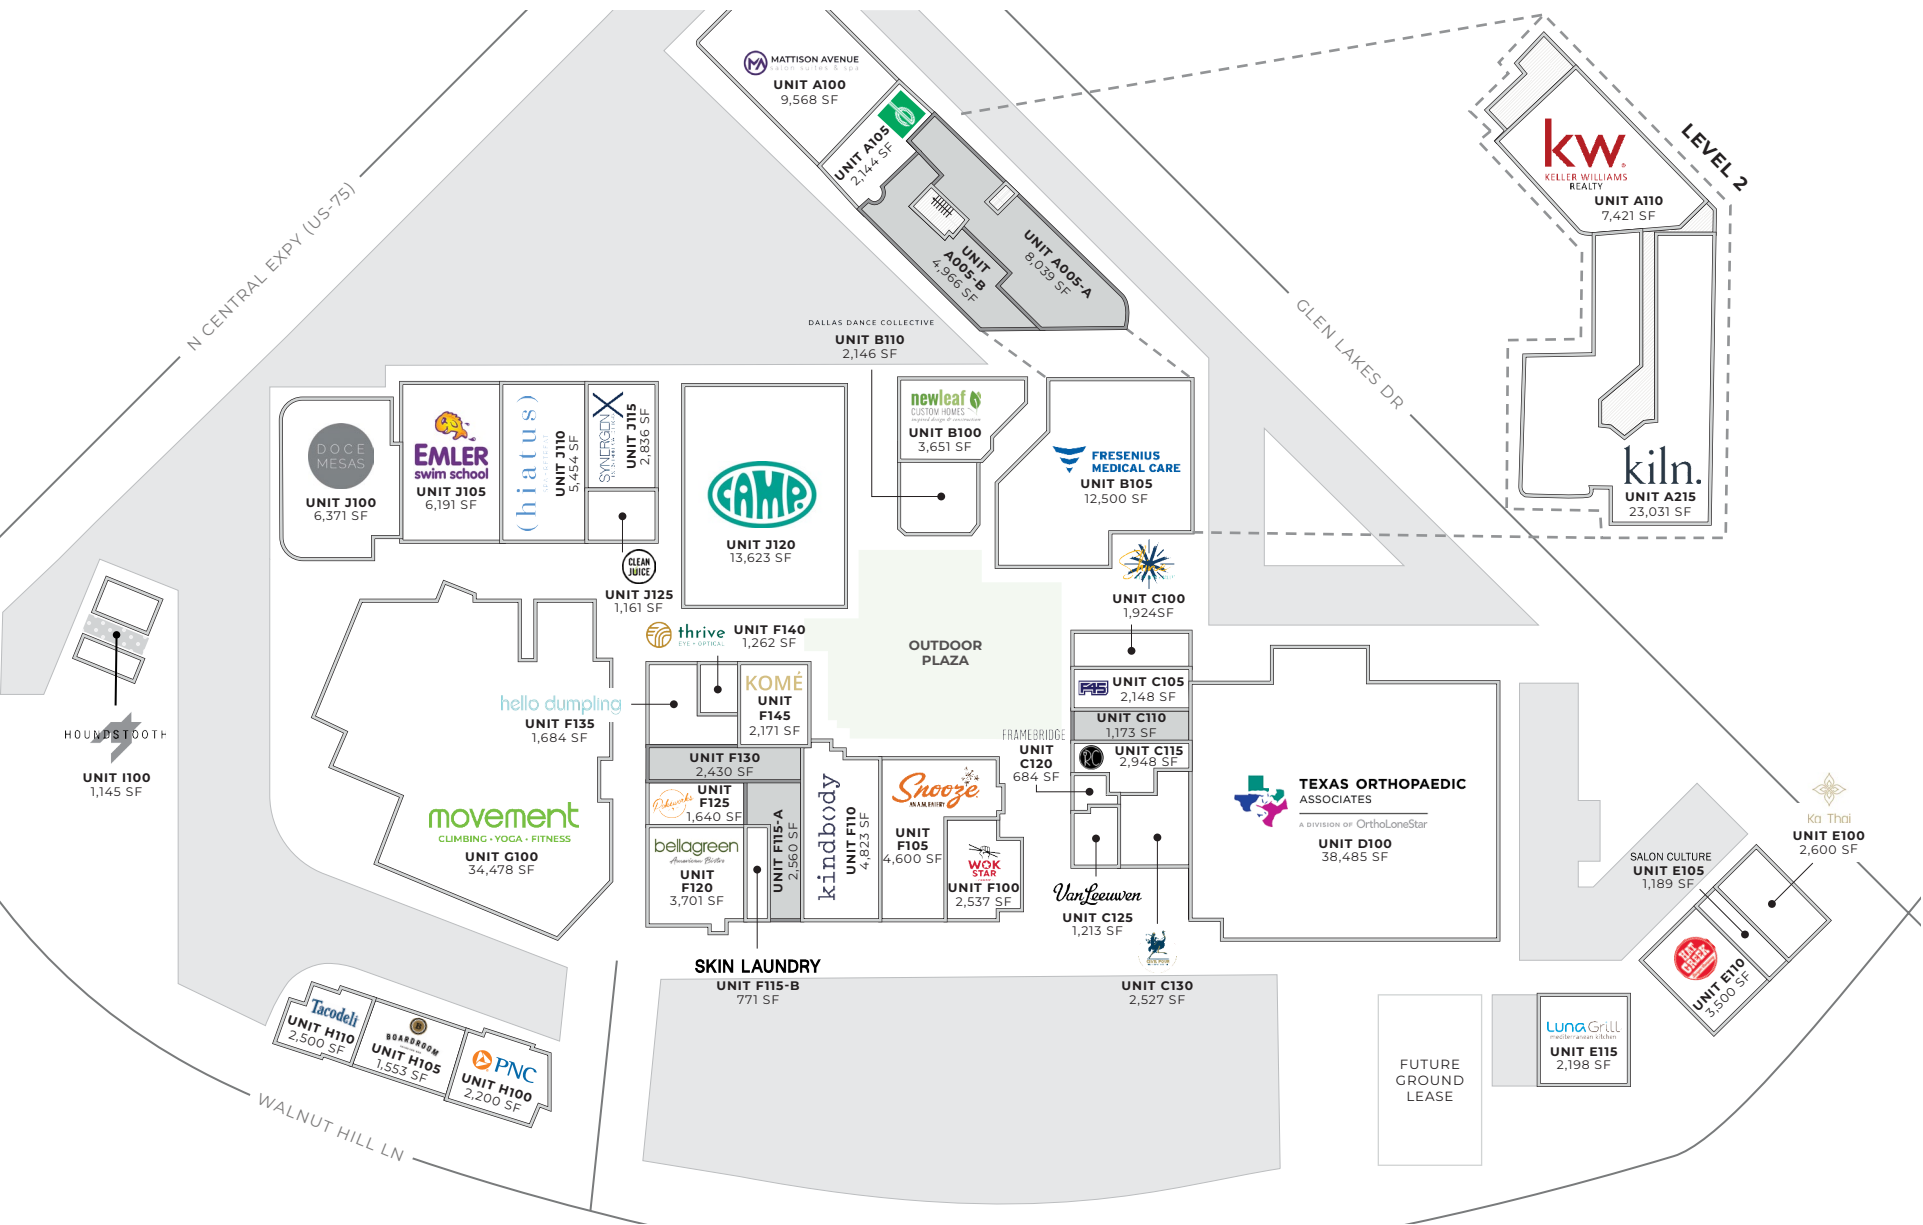 MATTISON AVENUE
salon suites & spa
UNIT A100
9,568 SF
UNIT A105
2,144 SF
UNIT
A005-B
4,966 SF
UNIT A005-A
8,039 SF
kw
KELLER WILLIAMS
REALTY
UNIT A110
7,421 SF
LEVEL 2
kiln.
UNIT A215
23,031 SF
N CENTRAL EXPY (US-75)
GLEN LAKES DR
WALNUT HILL LN
DALLAS DANCE COLLECTIVE
UNIT B110
2,146 SF
newleaf
CUSTOM HOMES
UNIT B100
3,651 SF
FRESENIUS
MEDICAL CARE
UNIT B105
12,500 SF
DOCE
MESAS
UNIT J100
6,371 SF
EMLER
swim school
UNIT J105
6,191 SF
(hiatus)
UNIT J110
5,454 SF
SYNERGENX
UNIT J115
2,836 SF
CLEAN
JUICE
UNIT J125
1,161 SF
CAMP
UNIT J120
13,623 SF
OUTDOOR
PLAZA
UNIT C100
1,924SF
F45
UNIT C105
2,148 SF
UNIT C110
1,173 SF
RC
UNIT C115
2,948 SF
FRAMEBRIDGE
UNIT
C120
684 SF
Van Leeuwen
UNIT C125
1,213 SF
UNIT C130
2,527 SF
TEXAS ORTHOPAEDIC
ASSOCIATES
A DIVISION OF OrthoLoneStar
UNIT D100
38,485 SF
HOUNDSTOOTH
UNIT I100
1,145 SF
movement
CLIMBING • YOGA • FITNESS
UNIT G100
34,478 SF
thrive
EYE + OPTICAL
UNIT F140
1,262 SF
hello dumpling
UNIT F135
1,684 SF
KOMÉ
UNIT
F145
2,171 SF
UNIT F130
2,430 SF
Pokeworks
UNIT
F125
1,640 SF
bellagreen
American Bistro
UNIT
F120
3,701 SF
UNIT F115-A
2,560 SF
SKIN LAUNDRY
UNIT F115-B
771 SF
kindbody
UNIT F110
4,823 SF
Snooze
AN A.M. EATERY
UNIT
F105
4,600 SF
WOK
STAR
UNIT F100
2,537 SF
Tacodeli
UNIT H110
2,500 SF
B
BOARDROOM
UNIT H105
1,553 SF
PNC
UNIT H100
2,200 SF
Ka Thai
UNIT E100
2,600 SF
SALON CULTURE
UNIT E105
1,189 SF
HAT
CREEK
UNIT E110
3,500 SF
Luna Grill
mediterranean kitchen
UNIT E115
2,198 SF
FUTURE
GROUND
LEASE